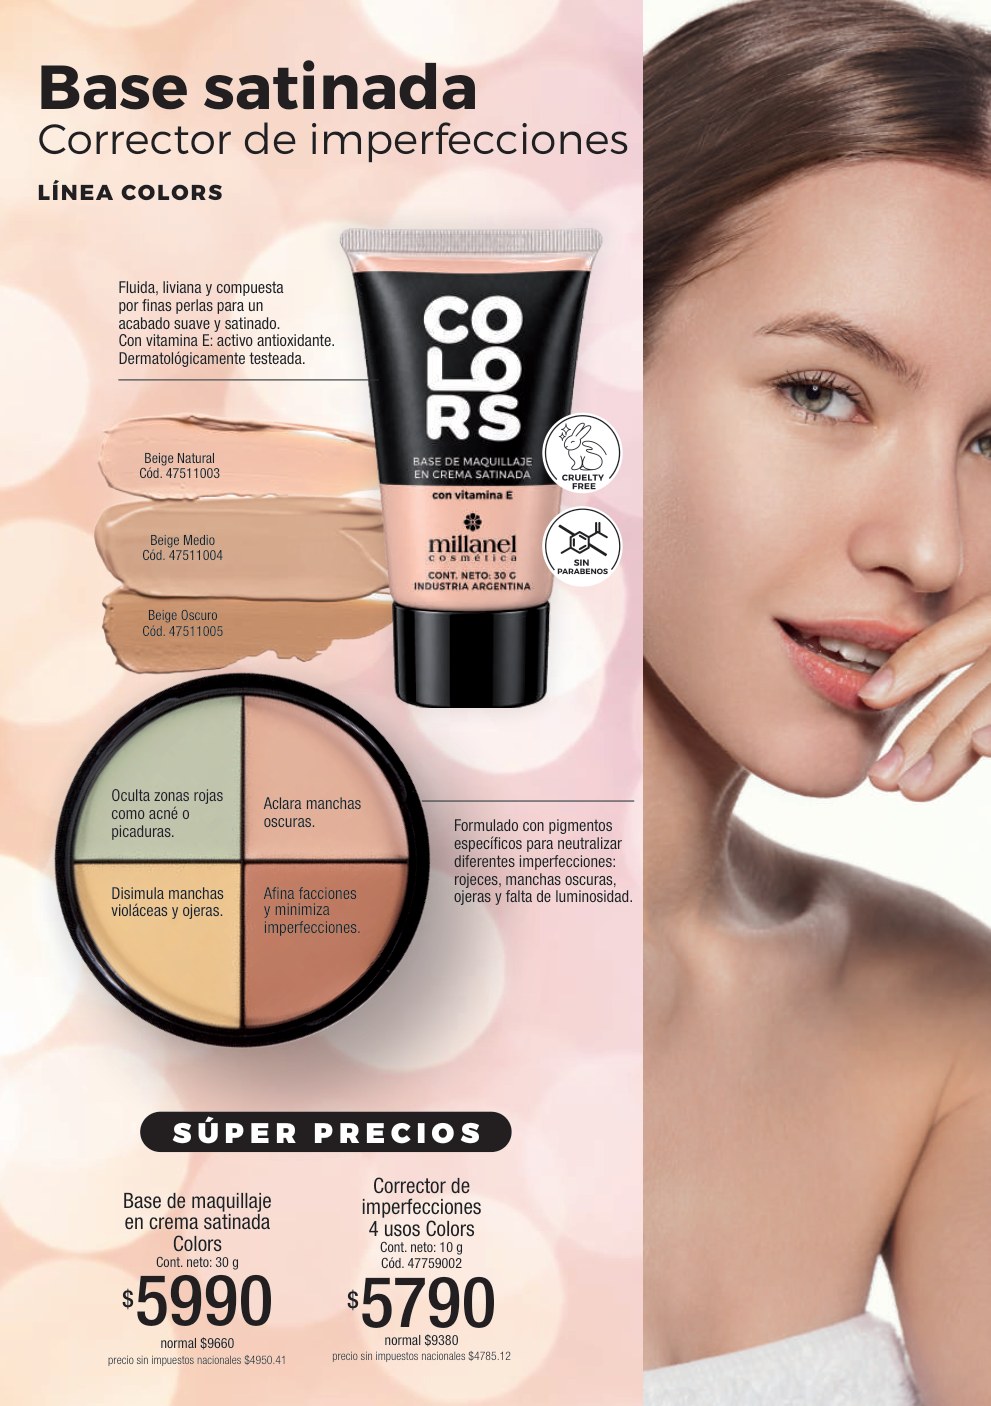 Base satinada
Corrector de imperfecciones
LÍNEA COLORS
Fluida, liviana y compuesta
por finas perlas para un
acabado suave y satinado.
Con vitamina E: activo antioxidante.
Dermatológicamente testeada.
Beige Natural
Cód. 47511003
Beige Medio
Cód. 47511004
Beige Oscuro
Cód. 47511005
CO
LO
RS
BASE DE MAQUILLAJE
EN CREMA SATINADA
con vitamina E
millanel
cosmética
CONT. NETO: 30 G
INDUSTRIA ARGENTINA
CRUELTY
FREE
SIN
PARABENOS
Oculta zonas rojas
como acné o
picaduras.
Aclara manchas
oscuras.
Disimula manchas
violáceas y ojeras.
Afina facciones
y minimiza
imperfecciones.
Formulado con pigmentos
específicos para neutralizar
diferentes imperfecciones:
rojeces, manchas oscuras,
ojeras y falta de luminosidad.
SÚPER PRECIOS
Base de maquillaje
en crema satinada
Colors
Cont. neto: 30 g
$5990
normal $9660
precio sin impuestos nacionales $4950.41
Corrector de
imperfecciones
4 usos Colors
Cont. neto: 10 g
Cód. 47759002
$5790
normal $9380
precio sin impuestos nacionales $4785.12